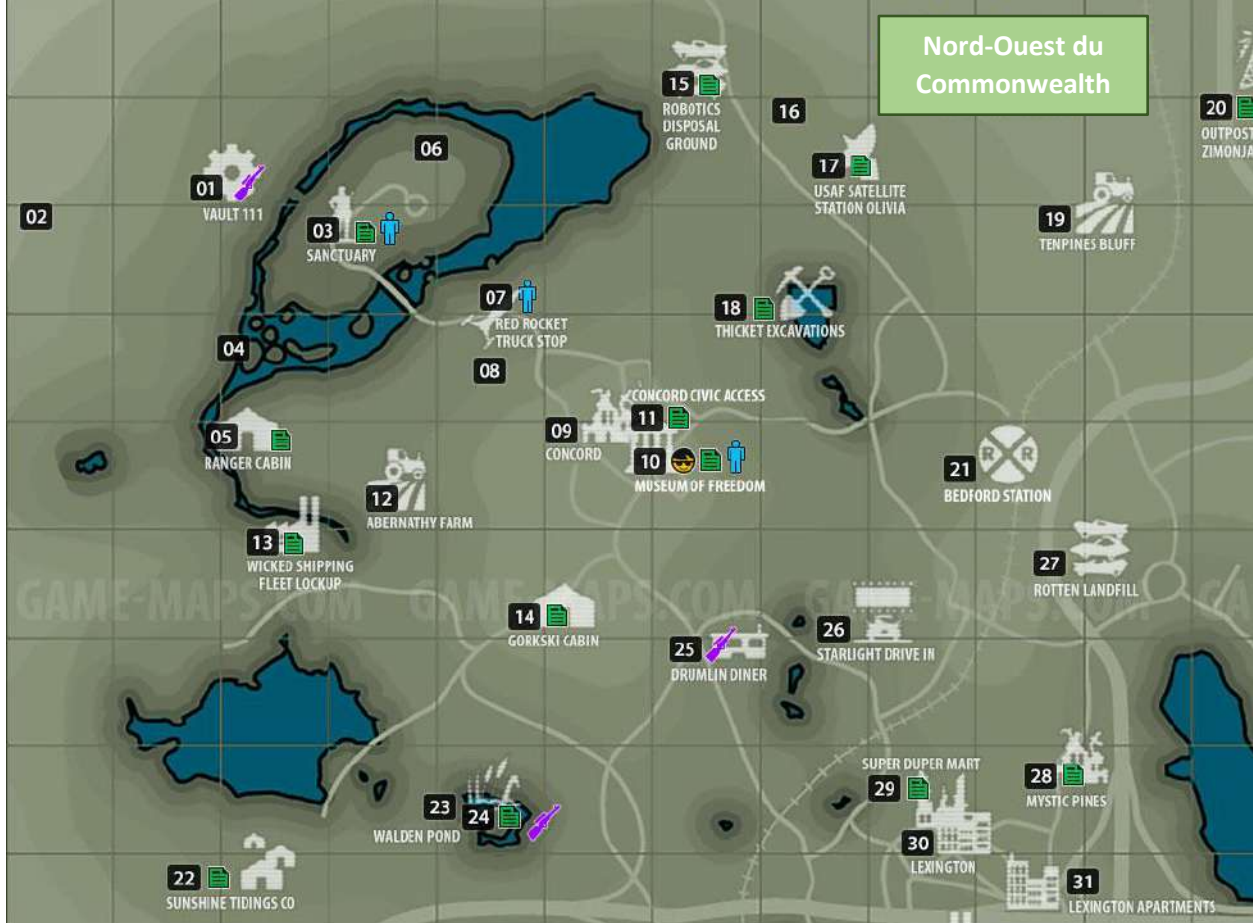 Nord-Ouest du
Commonwealth
15
ROBOTICS
DISPOSAL
GROUND
16
20
OUTPOST
ZIMONJA
06
01
VAULT 111
17
USAF SATELLITE
STATION OLIVIA
02
03
SANCTUARY
19
TENPINES BLUFF
07
RED ROCKET
TRUCK STOP
18
THICKET EXCAVATIONS
04
08
CONCORD CIVIC ACCESS
11
05
RANGER CABIN
09
CONCORD
10
MUSEUM OF FREEDOM
R R
21
BEDFORD STATION
12
ABERNATHY FARM
13
WICKED SHIPPING
FLEET LOCKUP
27
ROTTEN LANDFILL
GAME-MAPS.COM GAME-MAPS.COM GAME-MAPS.COM GA
14
GORKSKI CABIN
25
DRUMLIN DINER
26
STARLIGHT DRIVE IN
SUPER DUPER MART
29
28
MYSTIC PINES
23
WALDEN POND
24
30
LEXINGTON
22
SUNSHINE TIDINGS CO
31
LEXINGTON APARTMENTS